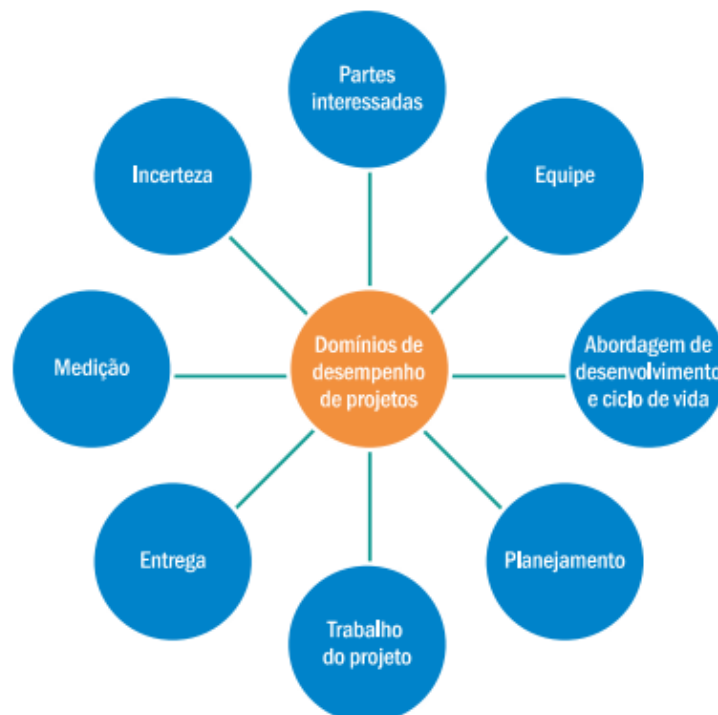 Partes
interessadas
Incerteza
Equipe
Domínios de
desempenho
de projetos
Medição
Abordagem de
desenvolvimento
e ciclo de vida
Entrega
Planejamento
Trabalho
do projeto